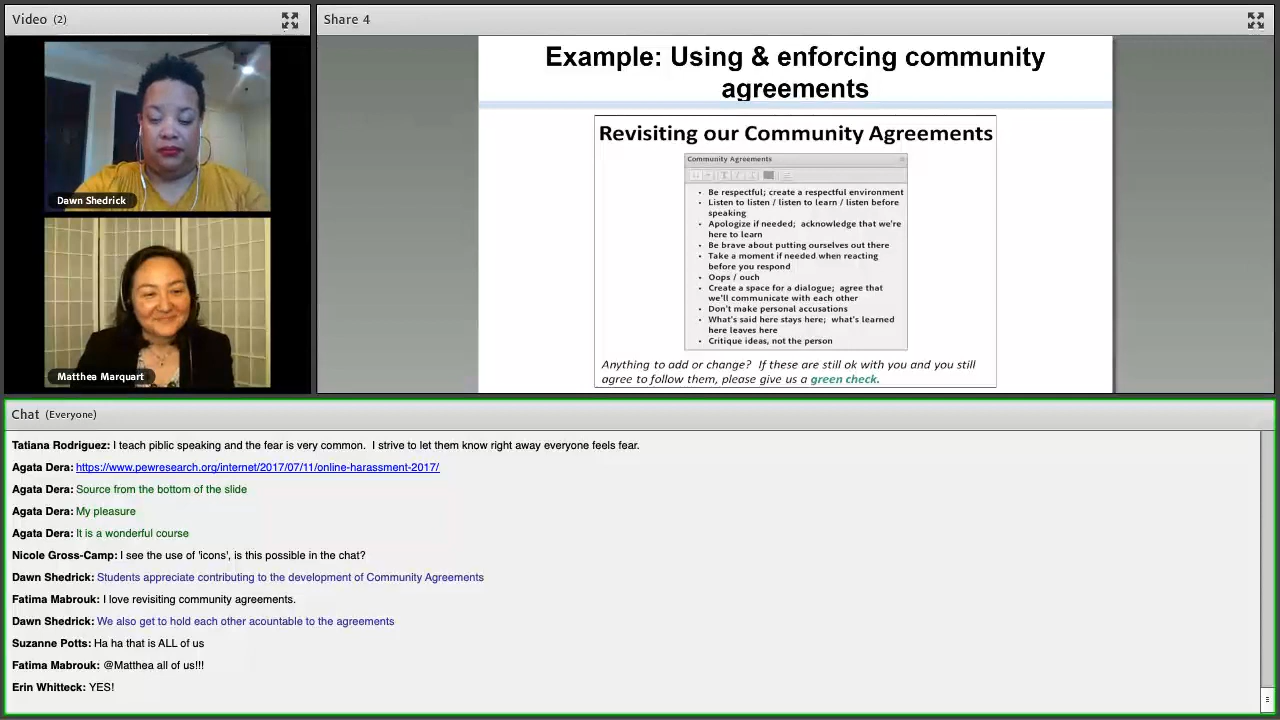 Video (2)
Share 4
Dawn Shedrick
Matthea Marquart
Example: Using & enforcing community
agreements
Revisiting our Community Agreements
Community Agreements
• Be respectful; create a respectful environment
• Listen to listen / listen to learn / listen before
speaking
• Apologize if needed; acknowledge that we're
here to learn
• Be brave about putting ourselves out there
• Take a moment if needed when reacting
before you respond
• Oops / ouch
• Create a space for a dialogue; agree that
we'll communicate with each other
• Don't make personal accusations
• What's said here stays here; what's learned
here leaves here
• Critique ideas, not the person
Anything to add or change? If these are still ok with you and you still
agree to follow them, please give us a green check.
Chat (Everyone)
Tatiana Rodriguez: I teach piblic speaking and the fear is very common. I strive to let them know right away everyone feels fear.
Agata Dera: https://www.pewresearch.org/internet/2017/07/11/online-harassment-2017/
Agata Dera: Source from the bottom of the slide
Agata Dera: My pleasure
Agata Dera: It is a wonderful course
Nicole Gross-Camp: I see the use of 'icons', is this possible in the chat?
Dawn Shedrick: Students appreciate contributing to the development of Community Agreements
Fatima Mabrouk: I love revisiting community agreements.
Dawn Shedrick: We also get to hold each other acountable to the agreements
Suzanne Potts: Ha ha that is ALL of us
Fatima Mabrouk: @Matthea all of us!!!
Erin Whitteck: YES!